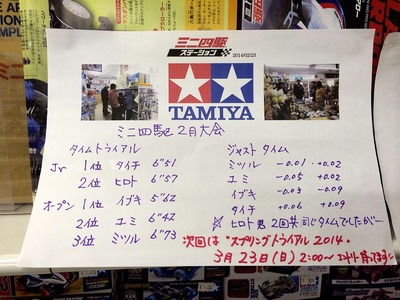 ミニ四駆
ステーション
2014/02/23
TAMIYA
ミニ四駆 2月大会
タイムトライアル
Jr 1位 タイチ 6"51
2位 ヒロト 6"57
オープン 1位 イブキ 5"62
2位 ユミ 6"42
3位 ミツル 6"73
ジャスト タイム
ミツル -0.01 +0.02
ユミ -0.05 +0.02
イブキ -0.03 -0.09
タイチ +0.06 +0.09
☆ ヒロト君 2回共同じタイムでしたがー
次回は "スプリングトライアル 2014.
3月23日(日) 2:00~ エントリー